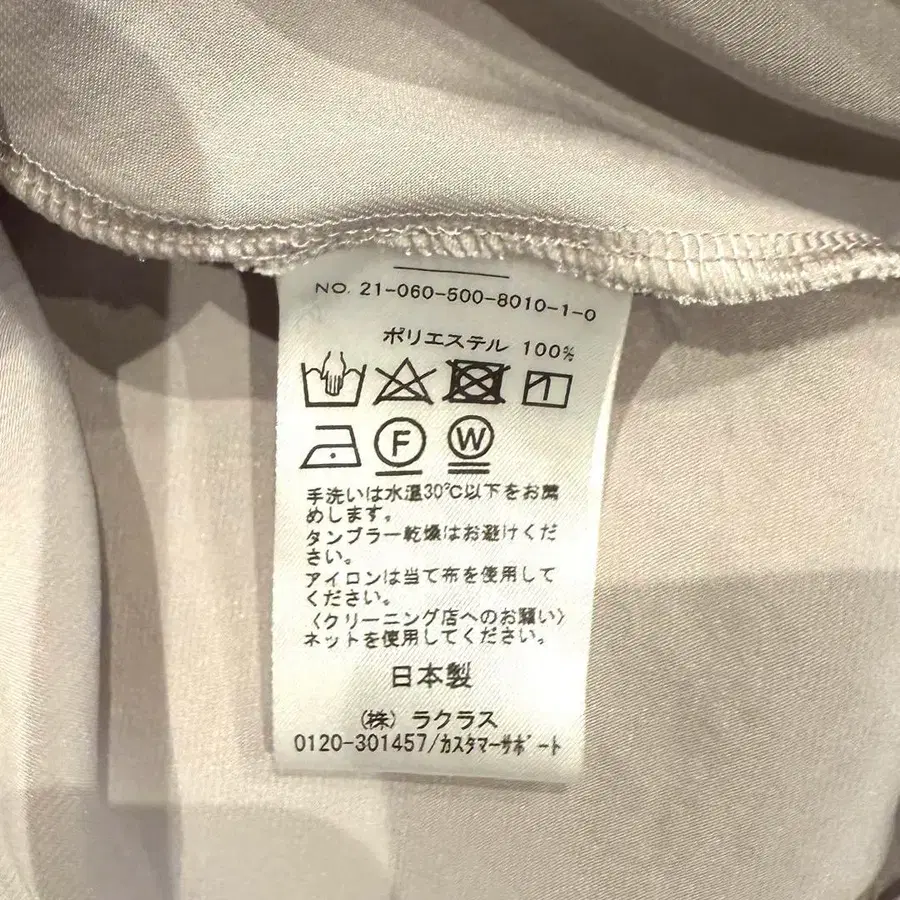 NO. 21-060-500-8010-1-0
ポリエステル 100%
F W
手洗いは水温30℃以下をお薦
めします。
タンブラー乾燥はお避けくだ
さい。
アイロンは当て布を使用して
ください。
〈クリーニング店へのお願い〉
ネットを使用してください。
日本製
(株) ラクラス
0120-301457/カスタマーサポート